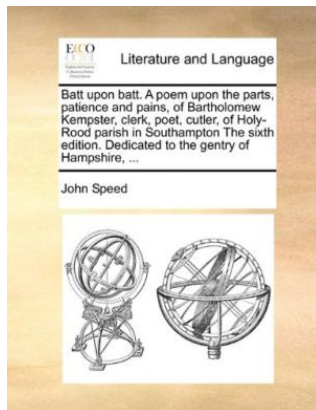 ECCO
Literature and Language
Batt upon batt. A poem upon the parts,
patience and pains, of Bartholomew
Kempster, clerk, poet, cutler, of Holy-
Rood parish in Southampton The sixth
edition. Dedicated to the gentry of
Hampshire, ...
John Speed